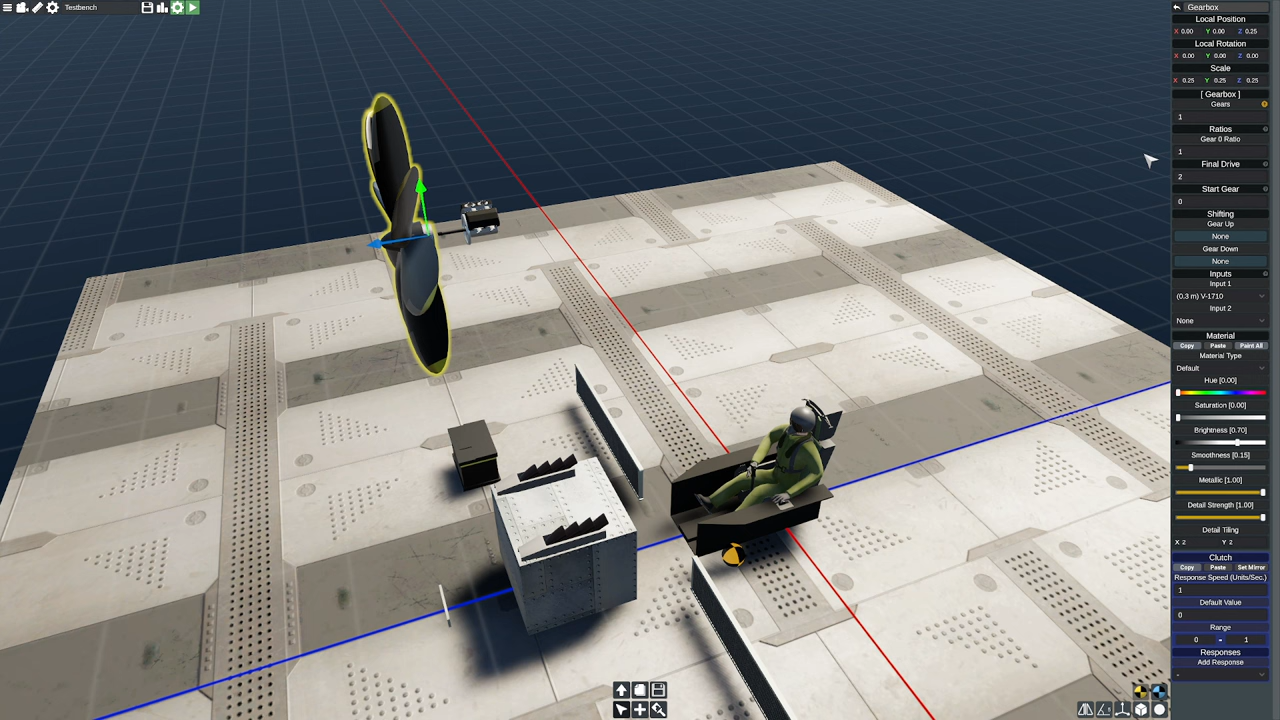 Testbench
Gearbox
Local Position
X 0.00 Y 0.00 Z 0.25
Local Rotation
X 0.00 Y 0.00 Z 0.00
Scale
X 0.25 Y 0.25 Z 0.25
[ Gearbox ]
Gears
1
Ratios
Gear 0 Ratio
1
Final Drive
2
Start Gear
0
Shifting
Gear Up
None
Gear Down
None
Inputs
Input 1
(0.3 m) V-1710
Input 2
None
Material
Copy Paste Paint All
Material Type
Default
Hue [0.00]
Saturation [0.00]
Brightness [0.70]
Smoothness [0.15]
Metallic [1.00]
Detail Strength [1.00]
Detail Tiling
X 2 Y 2
Clutch
Copy Paste Set Mirror
Response Speed (Units/Sec.)
1
Default Value
0
Range
0 - 1
Responses
Add Response
-